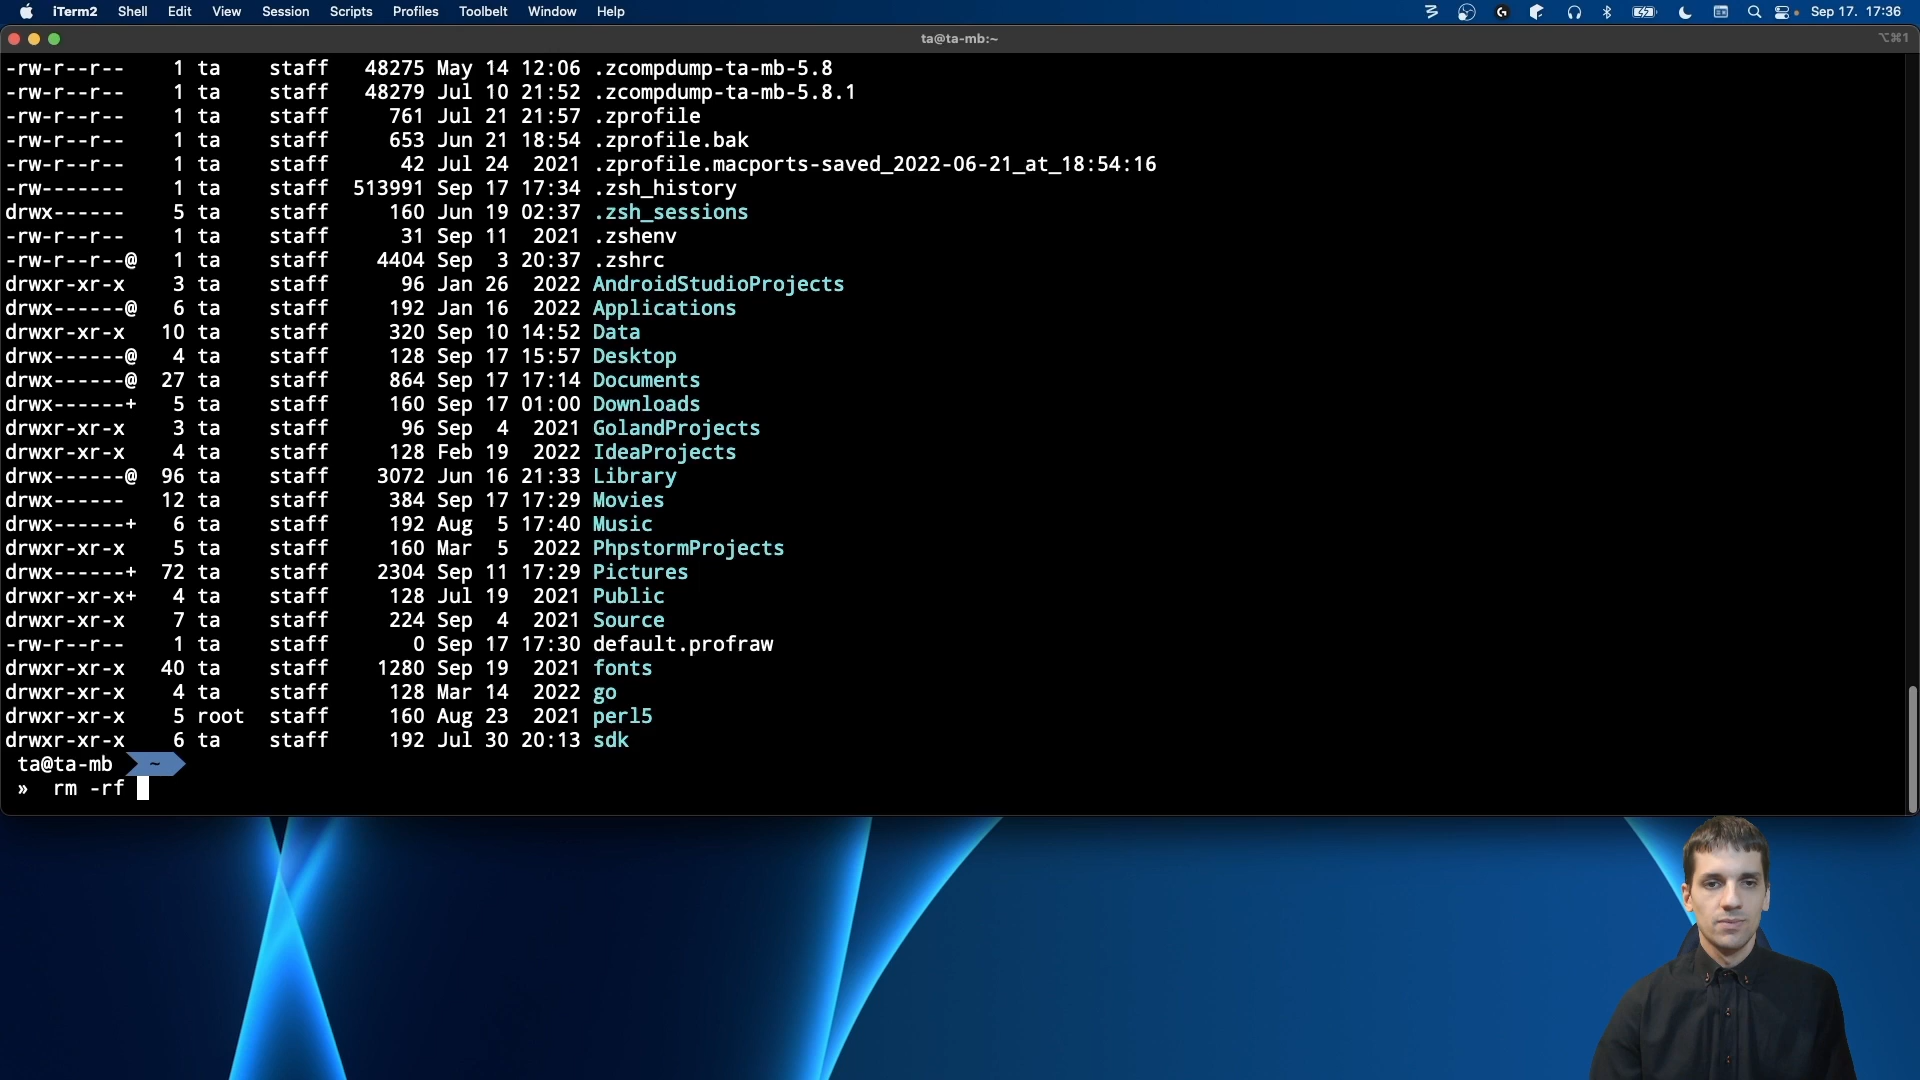 iTerm2 Shell Edit View Session Scripts Profiles Toolbelt Window Help Sep 17. 17:36
ta@ta-mb:~ ⌥⌘1
-rw-r--r-- 1 ta staff 48275 May 14 12:06 .zcompdump-ta-mb-5.8
-rw-r--r-- 1 ta staff 48279 Jul 10 21:52 .zcompdump-ta-mb-5.8.1
-rw-r--r-- 1 ta staff 761 Jul 21 21:57 .zprofile
-rw-r--r-- 1 ta staff 653 Jun 21 18:54 .zprofile.bak
-rw-r--r-- 1 ta staff 42 Jul 24 2021 .zprofile.macports-saved_2022-06-21_at_18:54:16
-rw------- 1 ta staff 513991 Sep 17 17:34 .zsh_history
drwx------ 5 ta staff 160 Jun 19 02:37 .zsh_sessions
-rw-r--r-- 1 ta staff 31 Sep 11 2021 .zshenv
-rw-r--r--@ 1 ta staff 4404 Sep 3 20:37 .zshrc
drwxr-xr-x 3 ta staff 96 Jan 26 2022 AndroidStudioProjects
drwx------@ 6 ta staff 192 Jan 16 2022 Applications
drwxr-xr-x 10 ta staff 320 Sep 10 14:52 Data
drwx------@ 4 ta staff 128 Sep 17 15:57 Desktop
drwx------@ 27 ta staff 864 Sep 17 17:14 Documents
drwx------+ 5 ta staff 160 Sep 17 01:00 Downloads
drwxr-xr-x 3 ta staff 96 Sep 4 2021 GolandProjects
drwxr-xr-x 4 ta staff 128 Feb 19 2022 IdeaProjects
drwx------@ 96 ta staff 3072 Jun 16 21:33 Library
drwx------ 12 ta staff 384 Sep 17 17:29 Movies
drwx------+ 6 ta staff 192 Aug 5 17:40 Music
drwxr-xr-x 5 ta staff 160 Mar 5 2022 PhpstormProjects
drwx------+ 72 ta staff 2304 Sep 11 17:29 Pictures
drwxr-xr-x+ 4 ta staff 128 Jul 19 2021 Public
drwxr-xr-x 7 ta staff 224 Sep 4 2021 Source
-rw-r--r-- 1 ta staff 0 Sep 17 17:30 default.profraw
drwxr-xr-x 40 ta staff 1280 Sep 19 2021 fonts
drwxr-xr-x 4 ta staff 128 Mar 14 2022 go
drwxr-xr-x 5 root staff 160 Aug 23 2021 perl5
drwxr-xr-x 6 ta staff 192 Jul 30 20:13 sdk
ta@ta-mb ~
» rm -rf